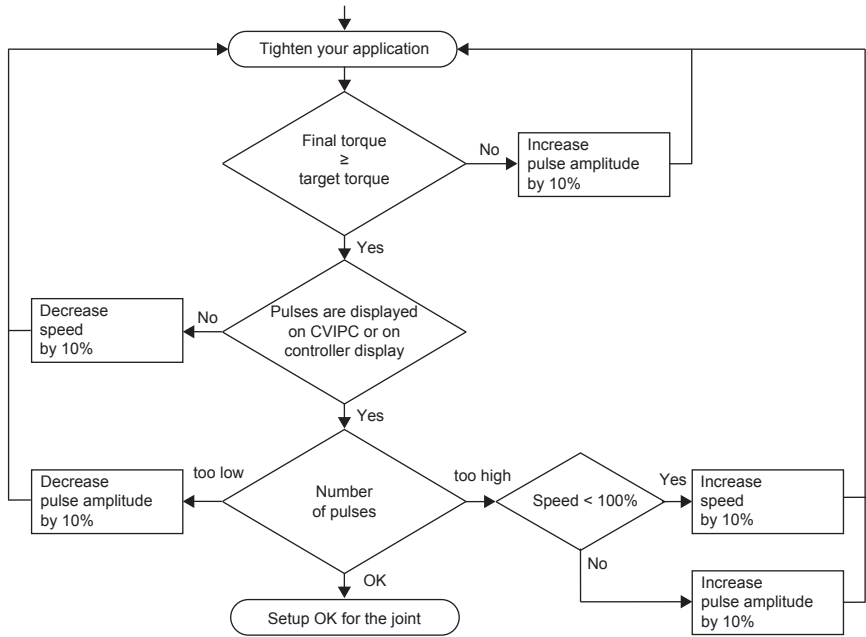 Tighten your application
Final torque
≥
target torque
No
Increase
pulse amplitude
by 10%
Yes
Pulses are displayed
on CVIPC or on
controller display
No
Decrease
speed
by 10%
Yes
Number
of pulses
too low
Decrease
pulse amplitude
by 10%
too high
Speed < 100%
Yes
Increase
speed
by 10%
No
Increase
pulse amplitude
by 10%
OK
Setup OK for the joint